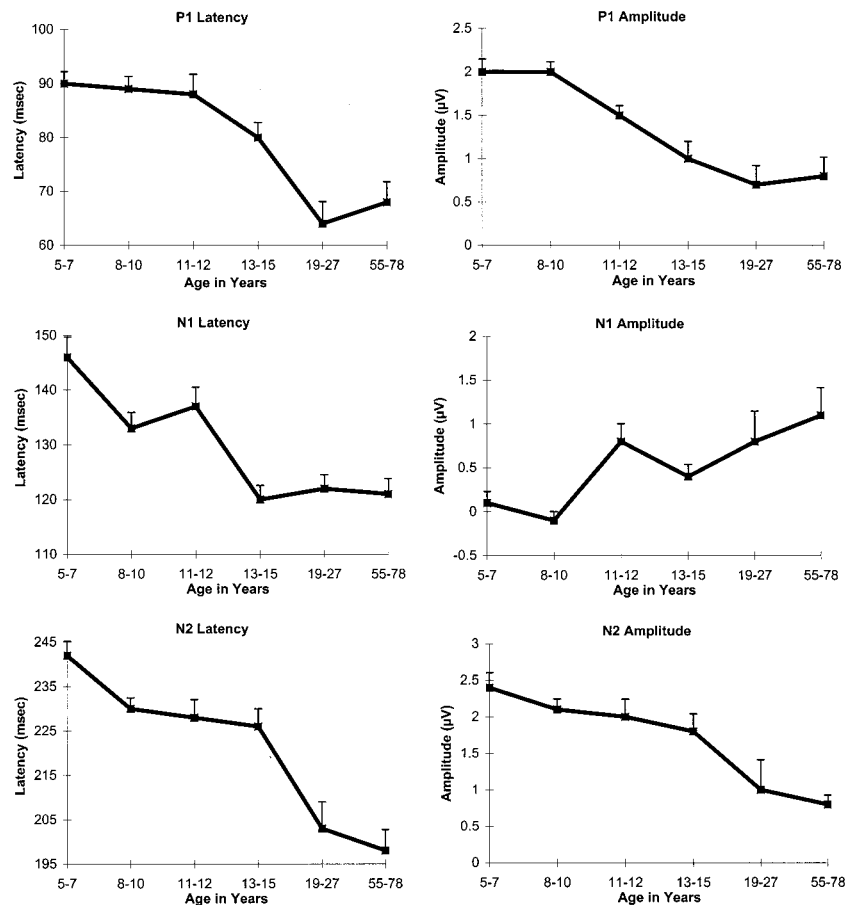 P1 Latency
100
90
80
70
60
Latency (msec)
5-7 8-10 11-12 13-15 19-27 55-78
Age in Years
P1 Amplitude
2.5
2
1.5
1
0.5
0
Amplitude (µV)
5-7 8-10 11-12 13-15 19-27 55-78
Age in Years
N1 Latency
150
140
130
120
110
Latency (msec)
5-7 8-10 11-12 13-15 19-27 55-78
Age in Years
N1 Amplitude
2
1.5
1
0.5
0
-0.5
Amplitude (µV)
5-7 8-10 11-12 13-15 19-27 55-78
Age in Years
N2 Latency
245
235
225
215
205
195
Latency (msec)
5-7 8-10 11-12 13-15 19-27 55-78
Age in Years
N2 Amplitude
3
2.5
2
1.5
1
0.5
0
Amplitude (µV)
5-7 8-10 11-12 13-15 19-27 55-78
Age in Years